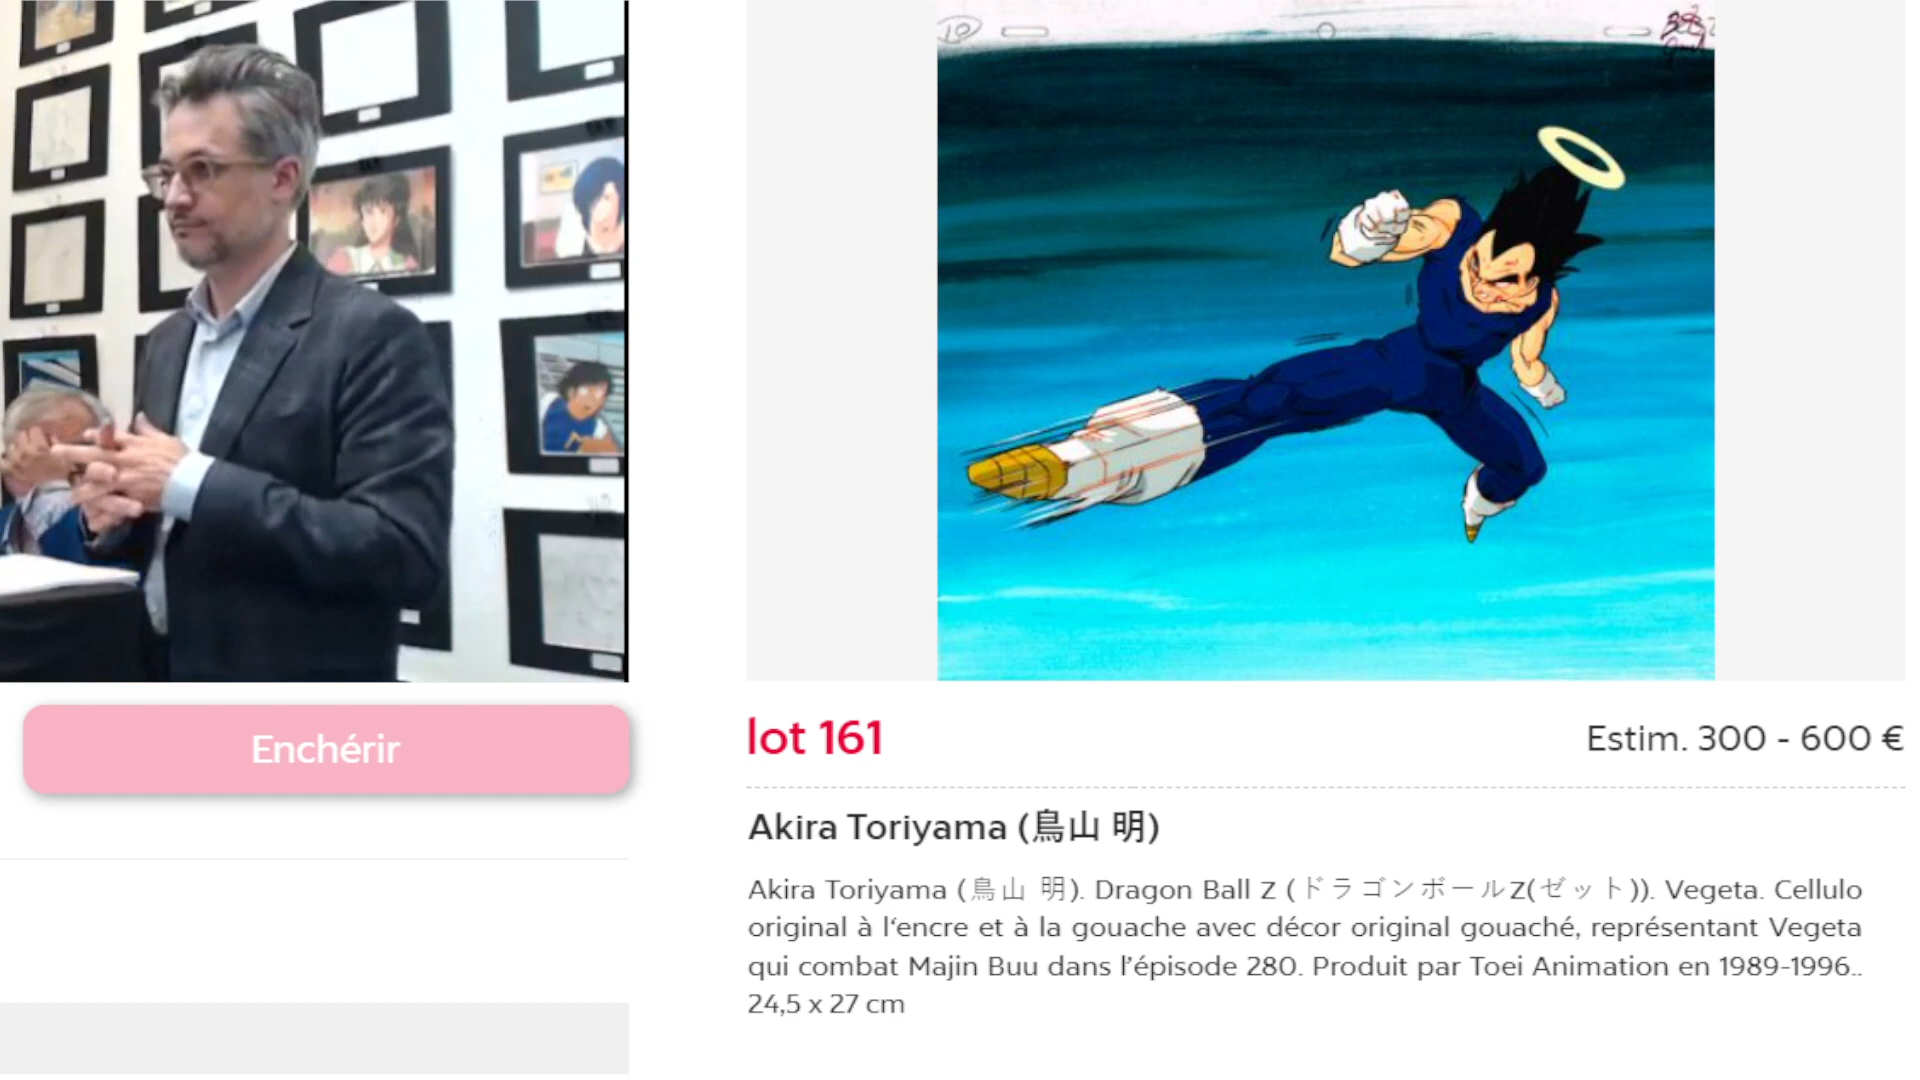 10
Enchérir
lot 161
Estim. 300 - 600 €
Akira Toriyama (鳥山 明)
Akira Toriyama (鳥山 明). Dragon Ball Z (ドラゴンボールZ(ゼット)). Vegeta. Cellulo
original à l‘encre et à la gouache avec décor original gouaché, représentant Vegeta
qui combat Majin Buu dans l’épisode 280. Produit par Toei Animation en 1989-1996..
24,5 x 27 cm